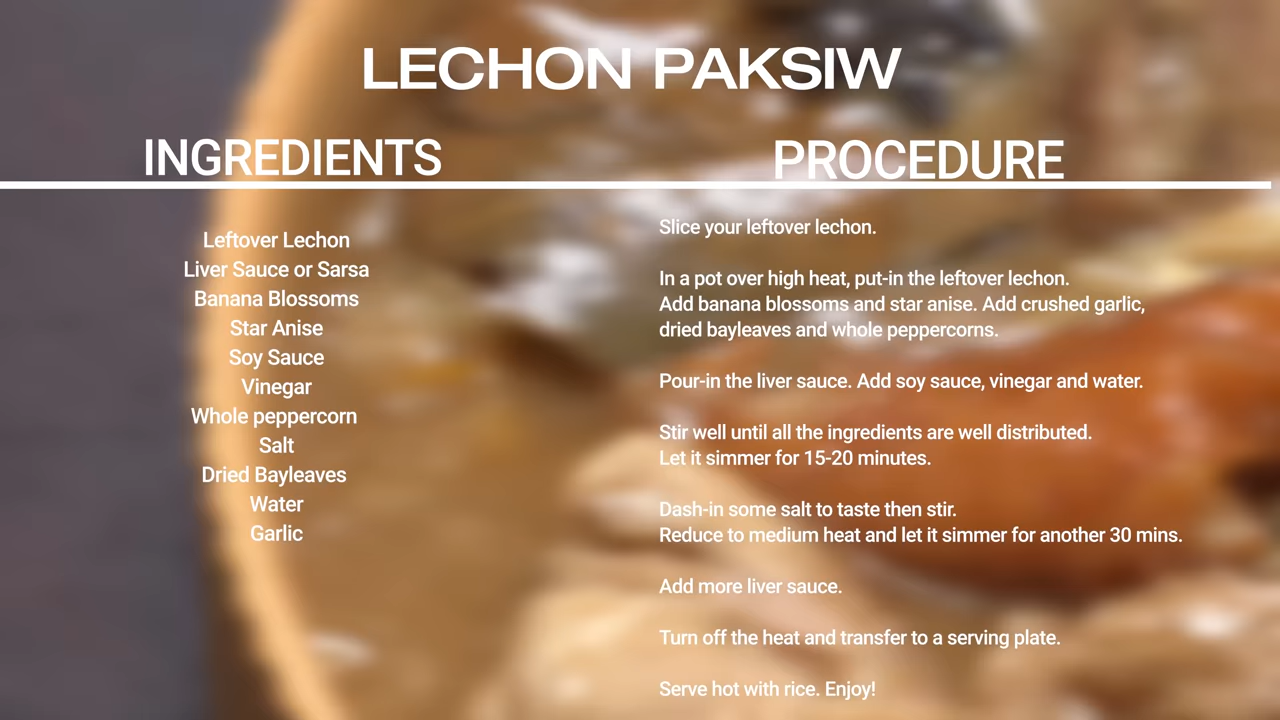 LECHON PAKSIW
INGREDIENTS
Leftover Lechon
Liver Sauce or Sarsa
Banana Blossoms
Star Anise
Soy Sauce
Vinegar
Whole peppercorn
Salt
Dried Bayleaves
Water
Garlic
PROCEDURE
Slice your leftover lechon.
In a pot over high heat, put-in the leftover lechon.
Add banana blossoms and star anise. Add crushed garlic,
dried bayleaves and whole peppercorns.
Pour-in the liver sauce. Add soy sauce, vinegar and water.
Stir well until all the ingredients are well distributed.
Let it simmer for 15-20 minutes.
Dash-in some salt to taste then stir.
Reduce to medium heat and let it simmer for another 30 mins.
Add more liver sauce.
Turn off the heat and transfer to a serving plate.
Serve hot with rice. Enjoy!